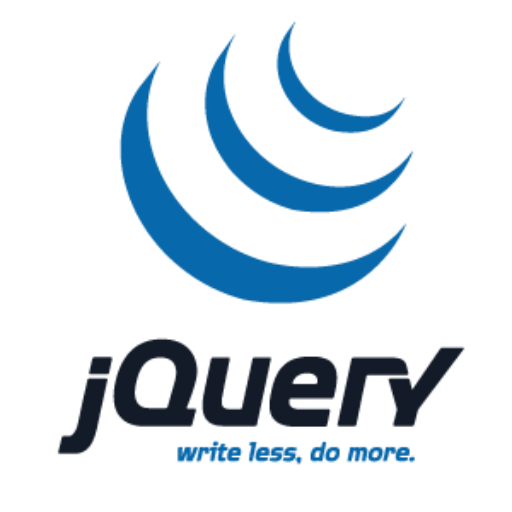 jQuery
write less, do more.